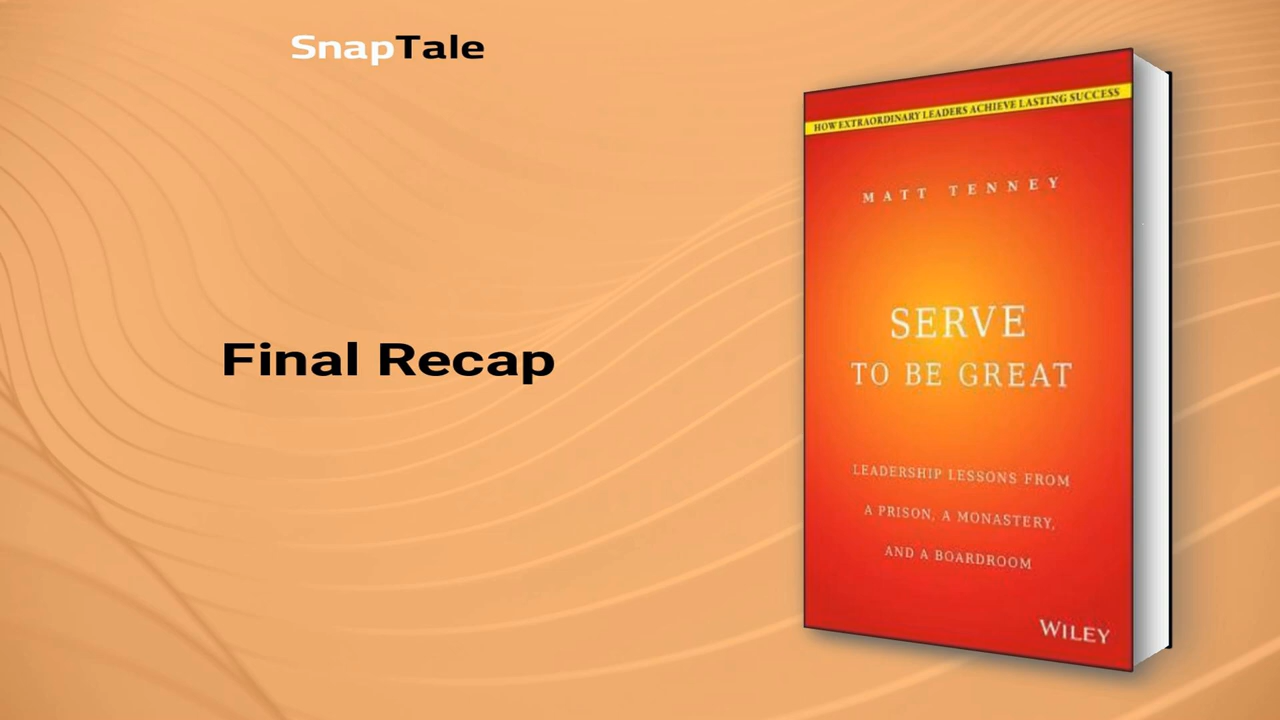 SnapTale
Final Recap
HOW EXTRAORDINARY LEADERS ACHIEVE LASTING SUCCESS
MATT TENNEY
SERVE
TO BE GREAT
LEADERSHIP LESSONS FROM
A PRISON, A MONASTERY,
AND A BOARDROOM
WILEY